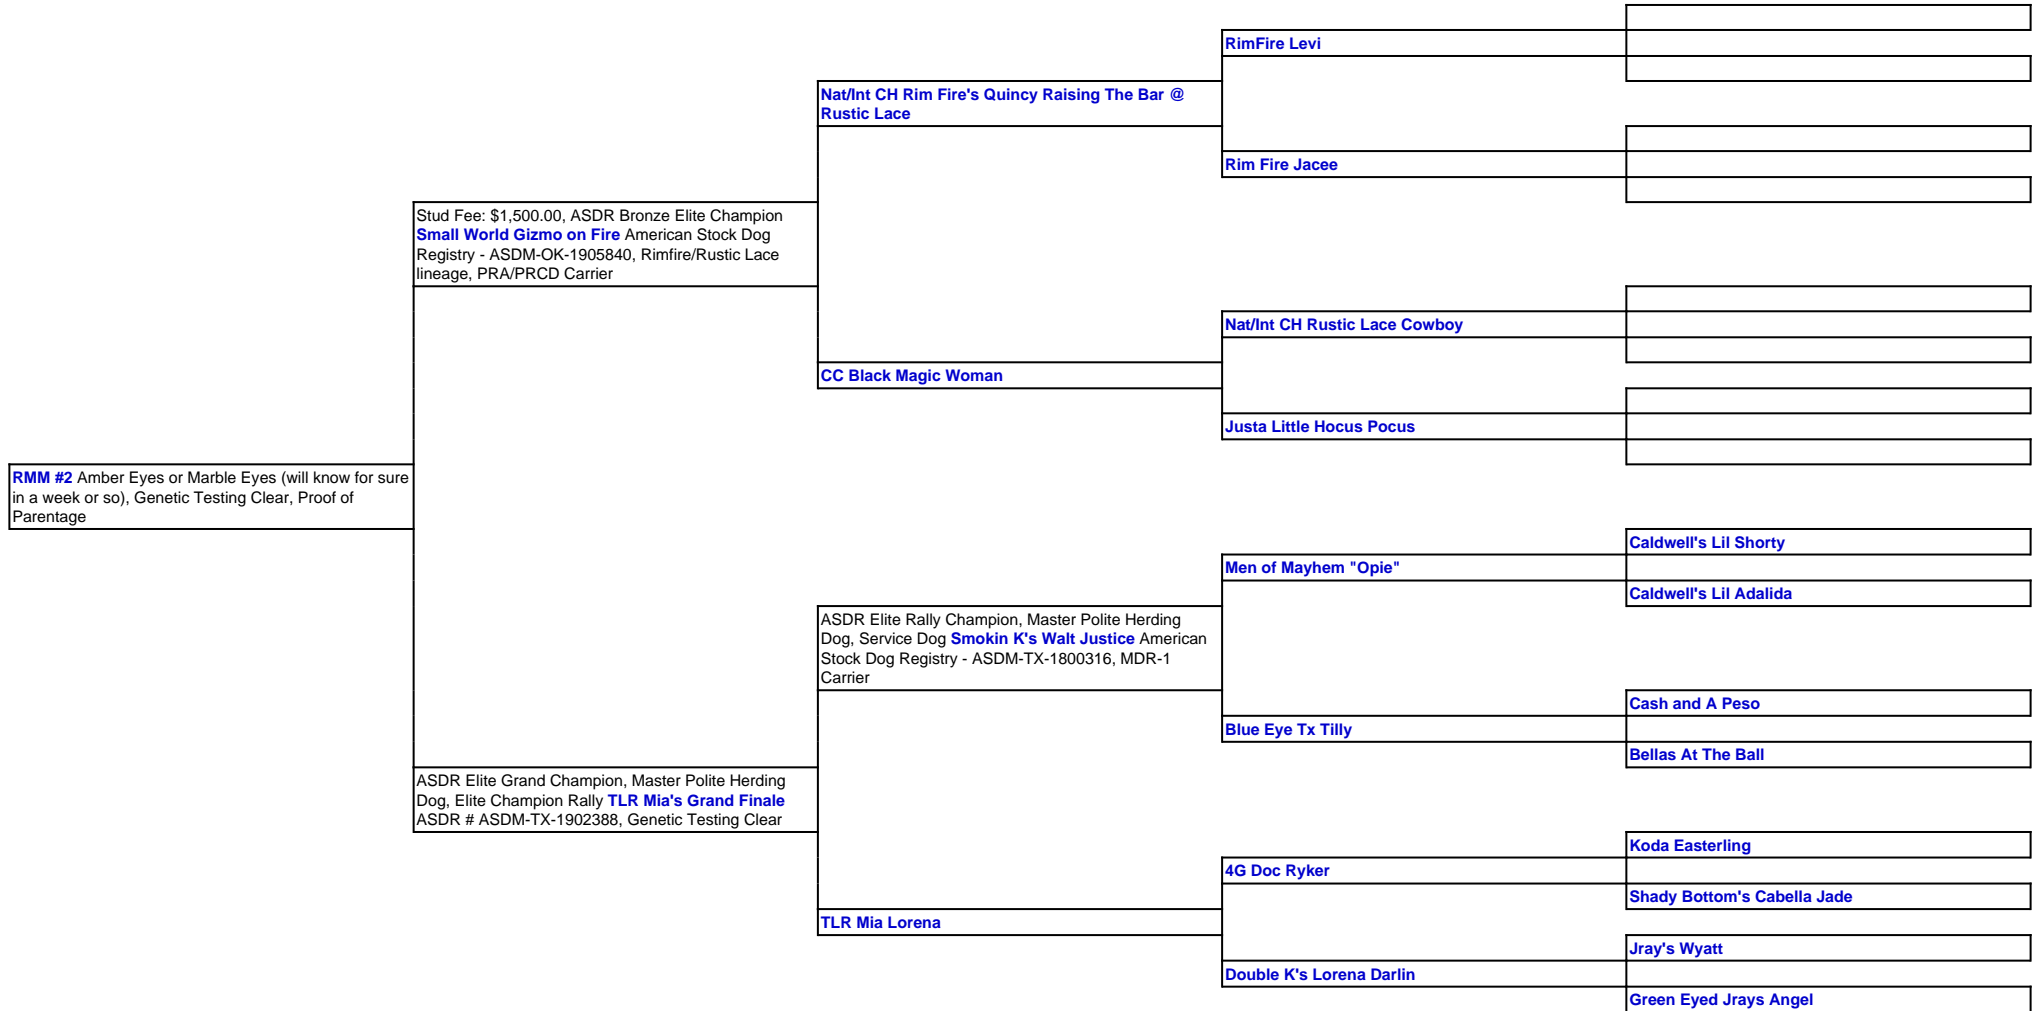 RimFire Levi
Nat/Int CH Rim Fire's Quincy Raising The Bar @
Rustic Lace
Rim Fire Jacee
Stud Fee: $1,500.00, ASDR Bronze Elite Champion
Small World Gizmo on Fire American Stock Dog
Registry - ASDM-OK-1905840, Rimfire/Rustic Lace
lineage, PRA/PRCD Carrier
Nat/Int CH Rustic Lace Cowboy
CC Black Magic Woman
Justa Little Hocus Pocus
RMM #2 Amber Eyes or Marble Eyes (will know for sure
in a week or so), Genetic Testing Clear, Proof of
Parentage
Caldwell's Lil Shorty
Men of Mayhem "Opie"
Caldwell's Lil Adalida
ASDR Elite Rally Champion, Master Polite Herding
Dog, Service Dog Smokin K's Walt Justice American
Stock Dog Registry - ASDM-TX-1800316, MDR-1
Carrier
Cash and A Peso
Blue Eye Tx Tilly
Bellas At The Ball
ASDR Elite Grand Champion, Master Polite Herding
Dog, Elite Champion Rally TLR Mia's Grand Finale
ASDR # ASDM-TX-1902388, Genetic Testing Clear
Koda Easterling
4G Doc Ryker
Shady Bottom's Cabella Jade
TLR Mia Lorena
Jray's Wyatt
Double K's Lorena Darlin
Green Eyed Jrays Angel